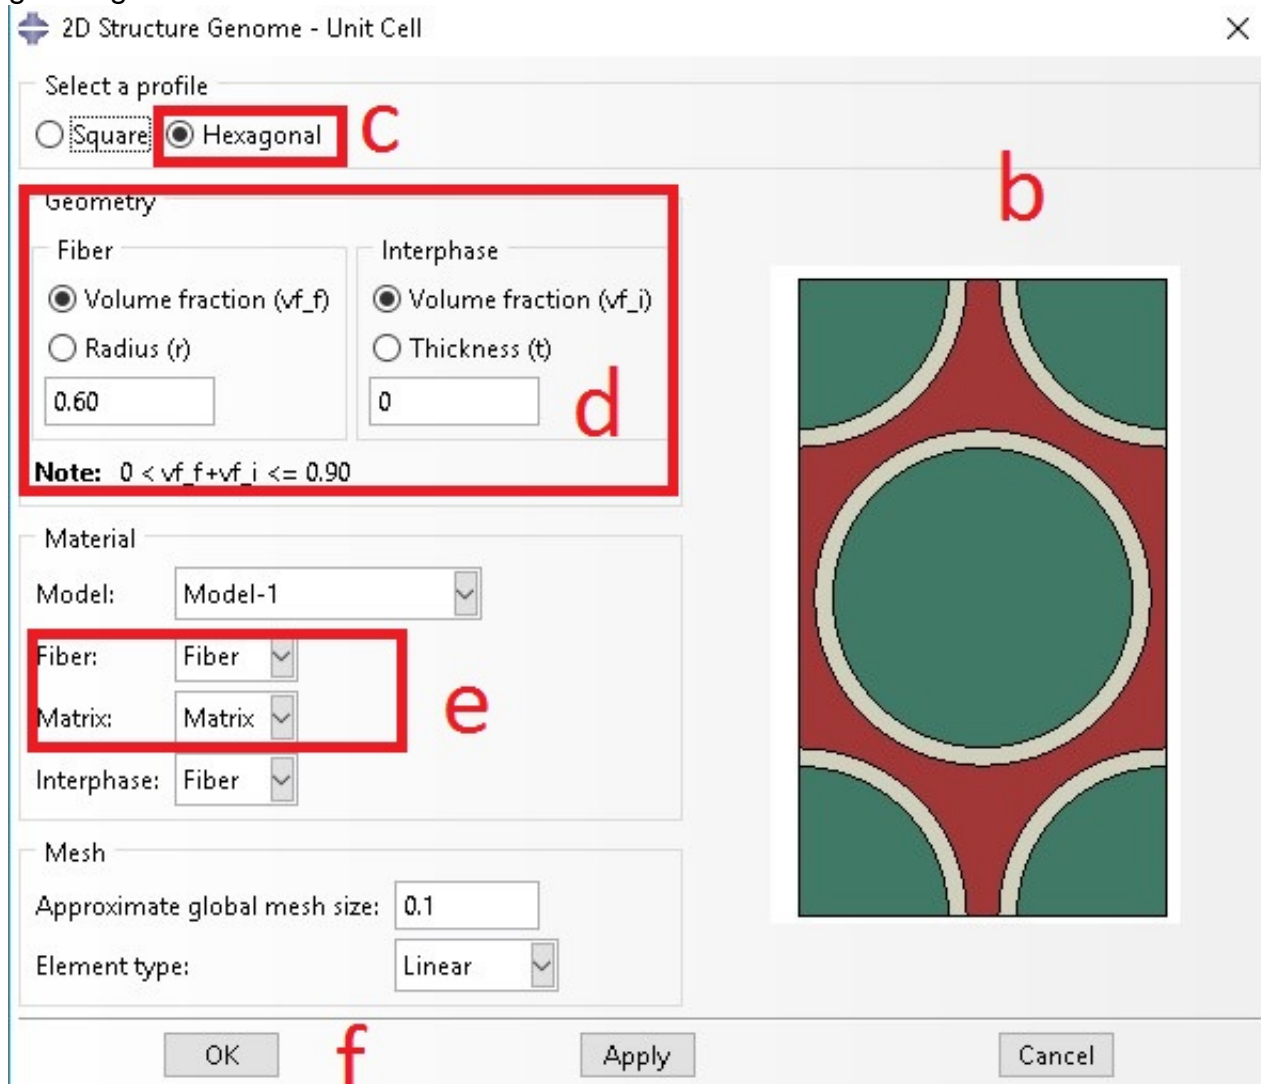 2D Structure Genome - Unit Cell
Select a profile
Square Hexagonal c
b
Geometry
Fiber Interphase
Volume fraction (vf_f) Volume fraction (vf_i)
Radius (r) Thickness (t)
0.60 0 d
Note: 0 < vf_f+vf_i <= 0.90
Material
Model: Model-1
Fiber: Fiber
e
Matrix: Matrix
Interphase: Fiber
Mesh
Approximate global mesh size: 0.1
Element type: Linear
OK f Apply Cancel